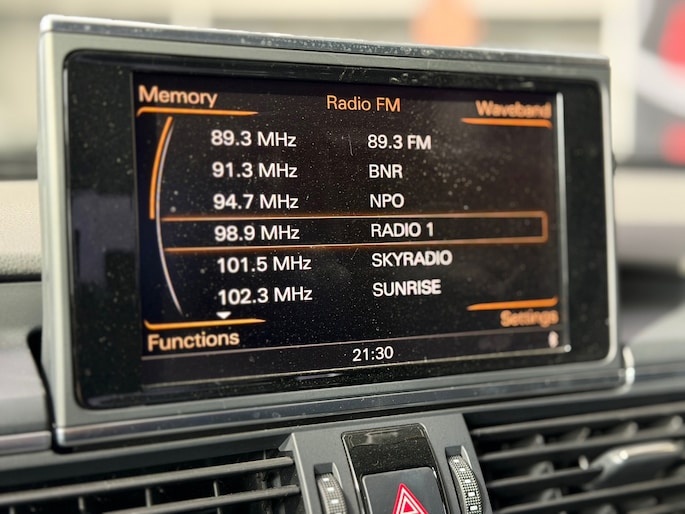 Memory Radio FM Waveband
89.3 MHz 89.3 FM
91.3 MHz BNR
94.7 MHz NPO
98.9 MHz RADIO 1
101.5 MHz SKYRADIO
102.3 MHz SUNRISE
Functions Settings
21:30